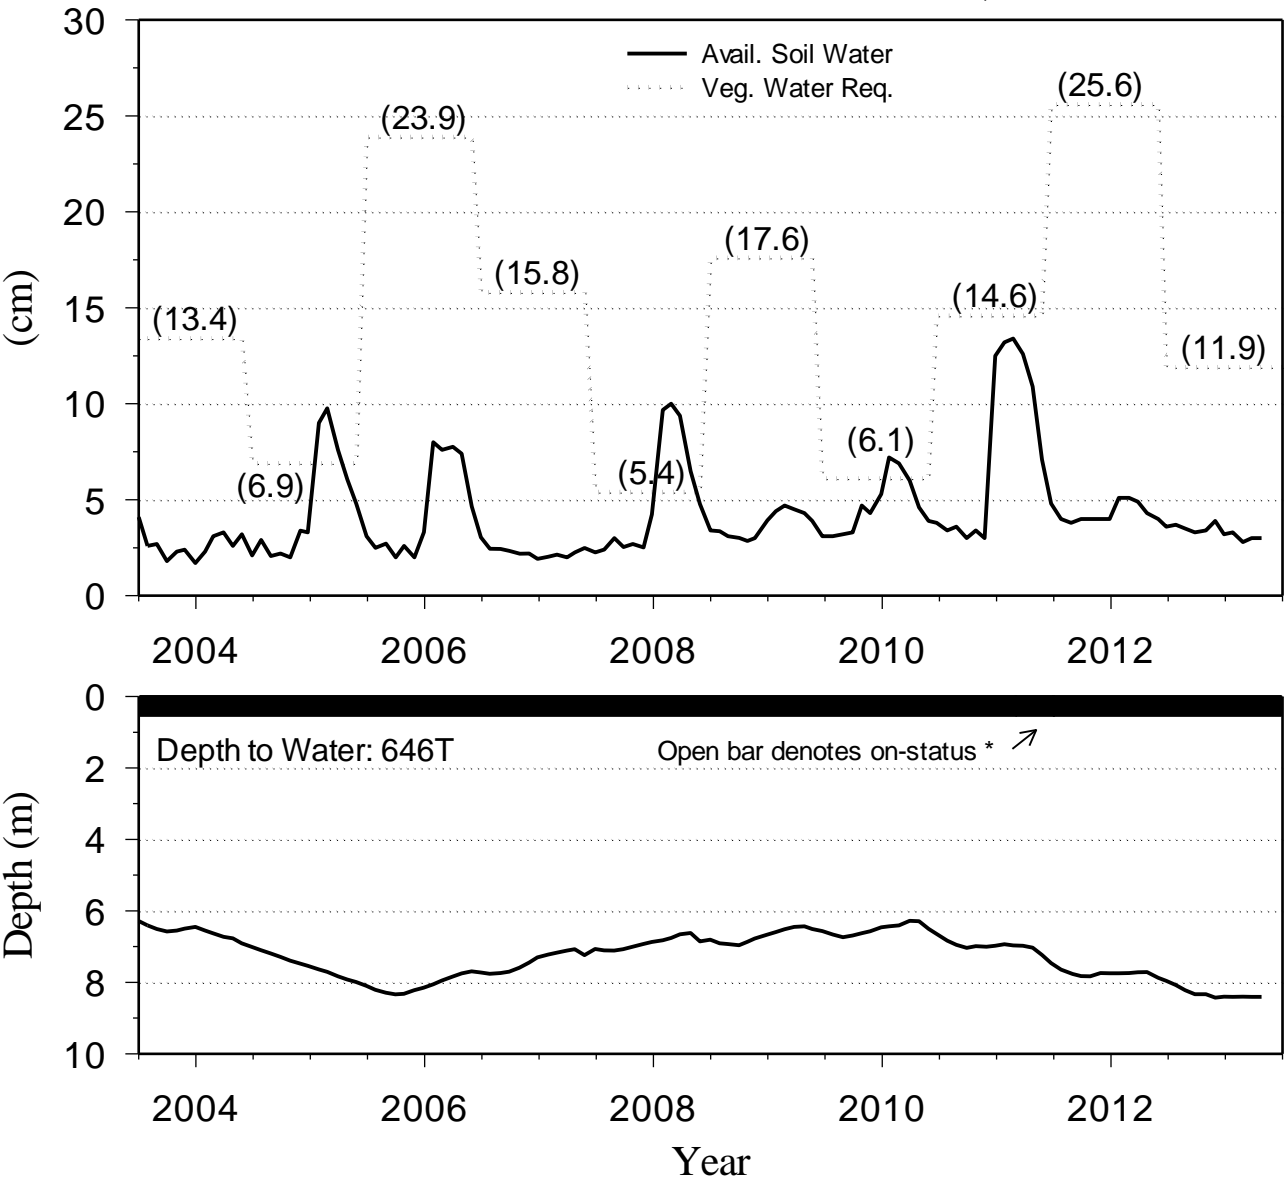 30
Avail. Soil Water
Veg. Water Req.
(25.6)
25
(23.9)
20
(17.6)
(15.8)
15
(14.6)
(13.4)
(11.9)
10
(6.1)
(5.4)
(6.9)
5
0
(cm)
2004 2006 2008 2010 2012
0
Depth to Water: 646T
Open bar denotes on-status *
2
4
6
8
10
Depth (m)
2004 2006 2008 2010 2012
Year